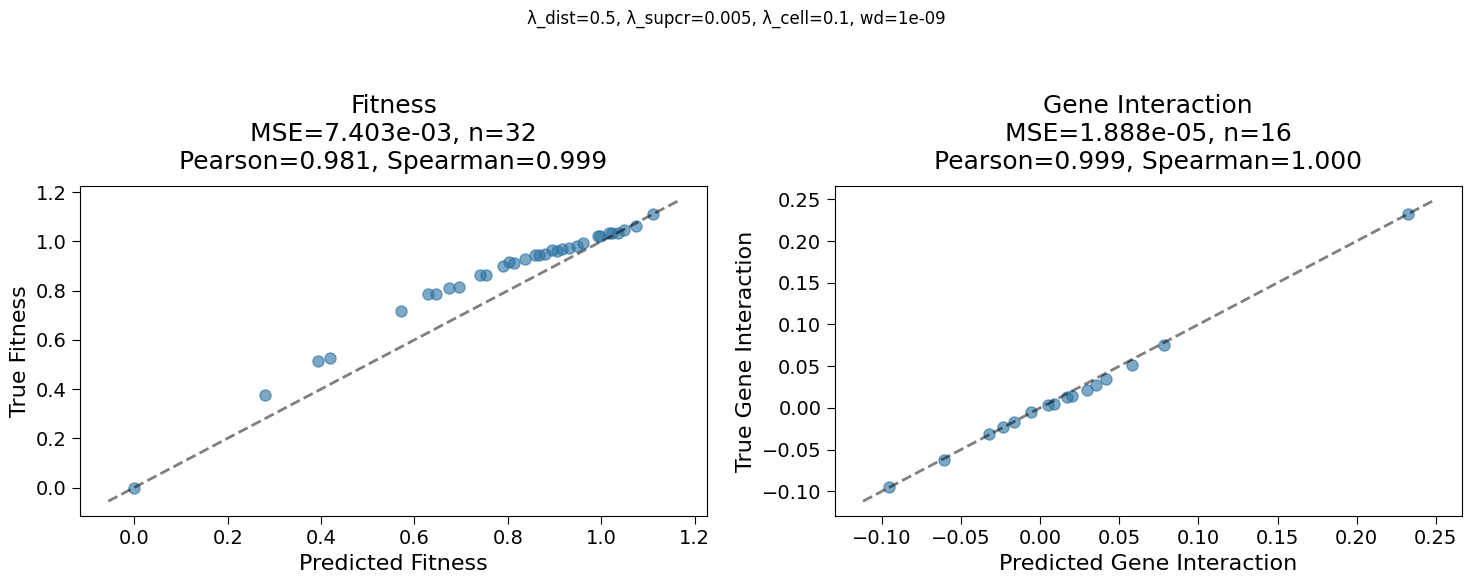 λ_dist=0.5, λ_supcr=0.005, λ_cell=0.1, wd=1e-09
Fitness
MSE=7.403e-03, n=32
Pearson=0.981, Spearman=0.999
True Fitness
1.2
1.0
0.8
0.6
0.4
0.2
0.0
0.0 0.2 0.4 0.6 0.8 1.0 1.2
Predicted Fitness
Gene Interaction
MSE=1.888e-05, n=16
Pearson=0.999, Spearman=1.000
True Gene Interaction
0.25
0.20
0.15
0.10
0.05
0.00
−0.05
−0.10
−0.10 −0.05 0.00 0.05 0.10 0.15 0.20 0.25
Predicted Gene Interaction